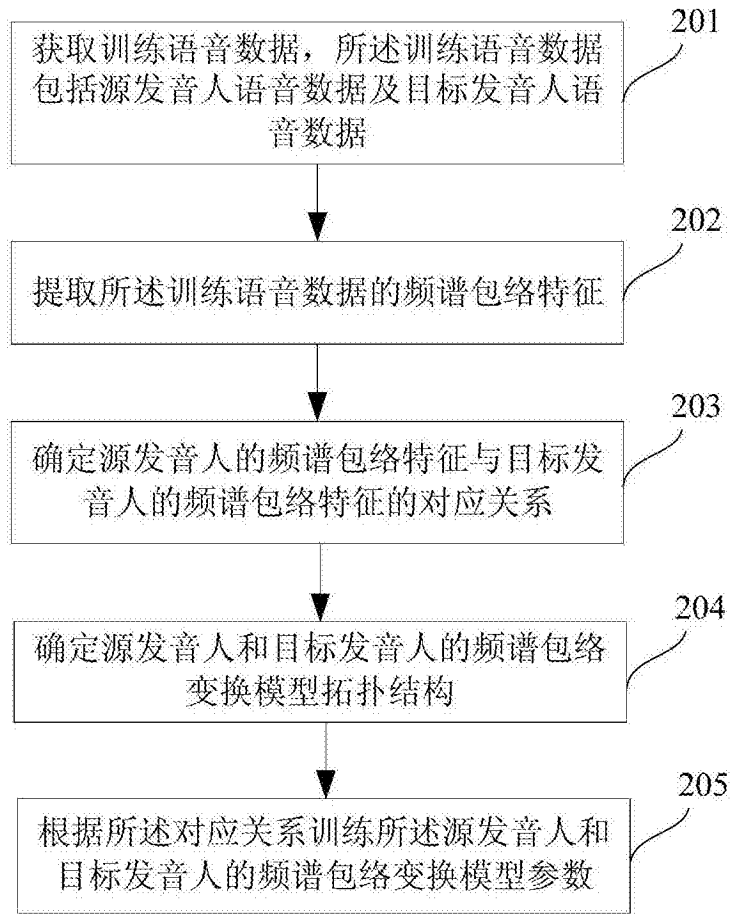 201
获取训练语音数据，所述训练语音数据
包括源发音人语音数据及目标发音人语
音数据
202
提取所述训练语音数据的频谱包络特征
203
确定源发音人的频谱包络特征与目标发
音人的频谱包络特征的对应关系
204
确定源发音人和目标发音人的频谱包络
变换模型拓扑结构
205
根据所述对应关系训练所述源发音人和
目标发音人的频谱包络变换模型参数